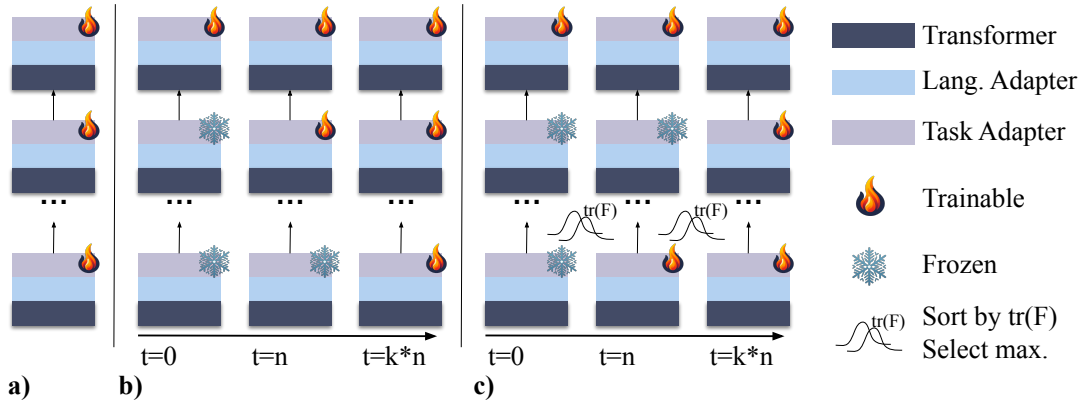 Transformer
Lang. Adapter
Task Adapter
...
...
...
...
...
...
...
Trainable
tr(F)
tr(F)
Frozen
tr(F)
Sort by tr(F)
Select max.
t=0
t=n
t=k*n
t=0
t=n
t=k*n
a)
b)
c)